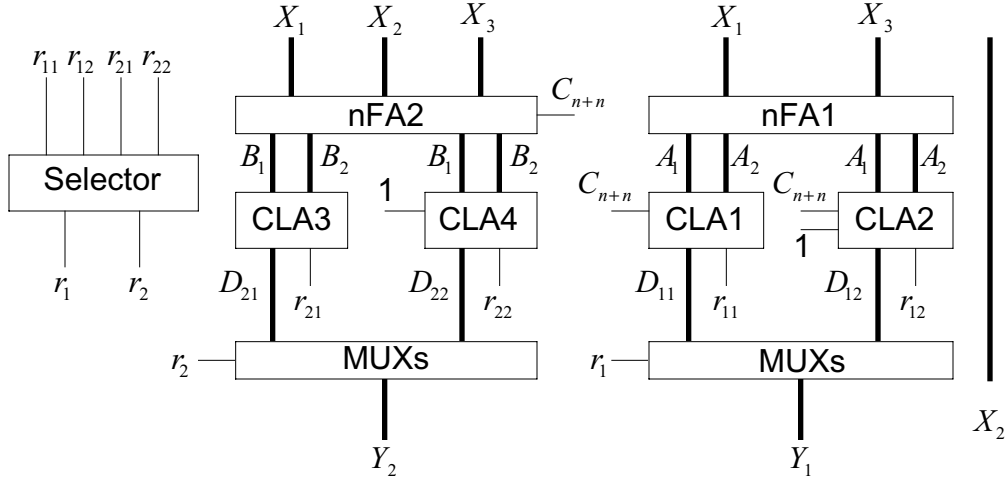 X₁ X₂ X₃ X₁ X₃
r₁₁ r₁₂ r₂₁ r₂₂
nFA2 Cₙ₊ₙ nFA1
B₁ B₂ B₁ B₂ A₁ A₂ A₁ A₂
Selector
1 Cₙ₊ₙ Cₙ₊ₙ
CLA3 CLA4 CLA1 CLA2
1
r₁ r₂ D₂₁ r₂₁ D₂₂ r₂₂ D₁₁ r₁₁ D₁₂ r₁₂
r₂ MUXs r₁ MUXs
X₂
Y₂ Y₁